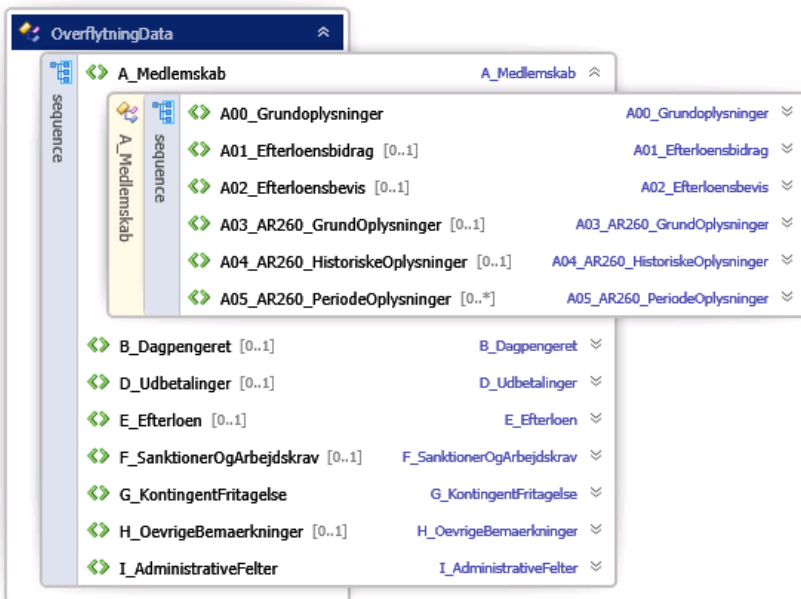 OverflytningData
sequence
A_Medlemskab A_Medlemskab
A_Medlemskab
sequence
A00_Grundoplysninger A00_Grundoplysninger
A01_Efterloensbidrag [0..1] A01_Efterloensbidrag
A02_Efterloensbevis [0..1] A02_Efterloensbevis
A03_AR260_GrundOplysninger [0..1] A03_AR260_GrundOplysninger
A04_AR260_HistoriskeOplysninger [0..1] A04_AR260_HistoriskeOplysninger
A05_AR260_PeriodeOplysninger [0..*] A05_AR260_PeriodeOplysninger
B_Dagpengeret [0..1] B_Dagpengeret
D_Udbetalinger [0..1] D_Udbetalinger
E_Efterloen [0..1] E_Efterloen
F_SanktionerOgArbejdskrav [0..1] F_SanktionerOgArbejdskrav
G_KontingentFritagelse G_KontingentFritagelse
H_OevrigeBemaerkninger [0..1] H_OevrigeBemaerkninger
I_AdministrativeFelter I_AdministrativeFelter